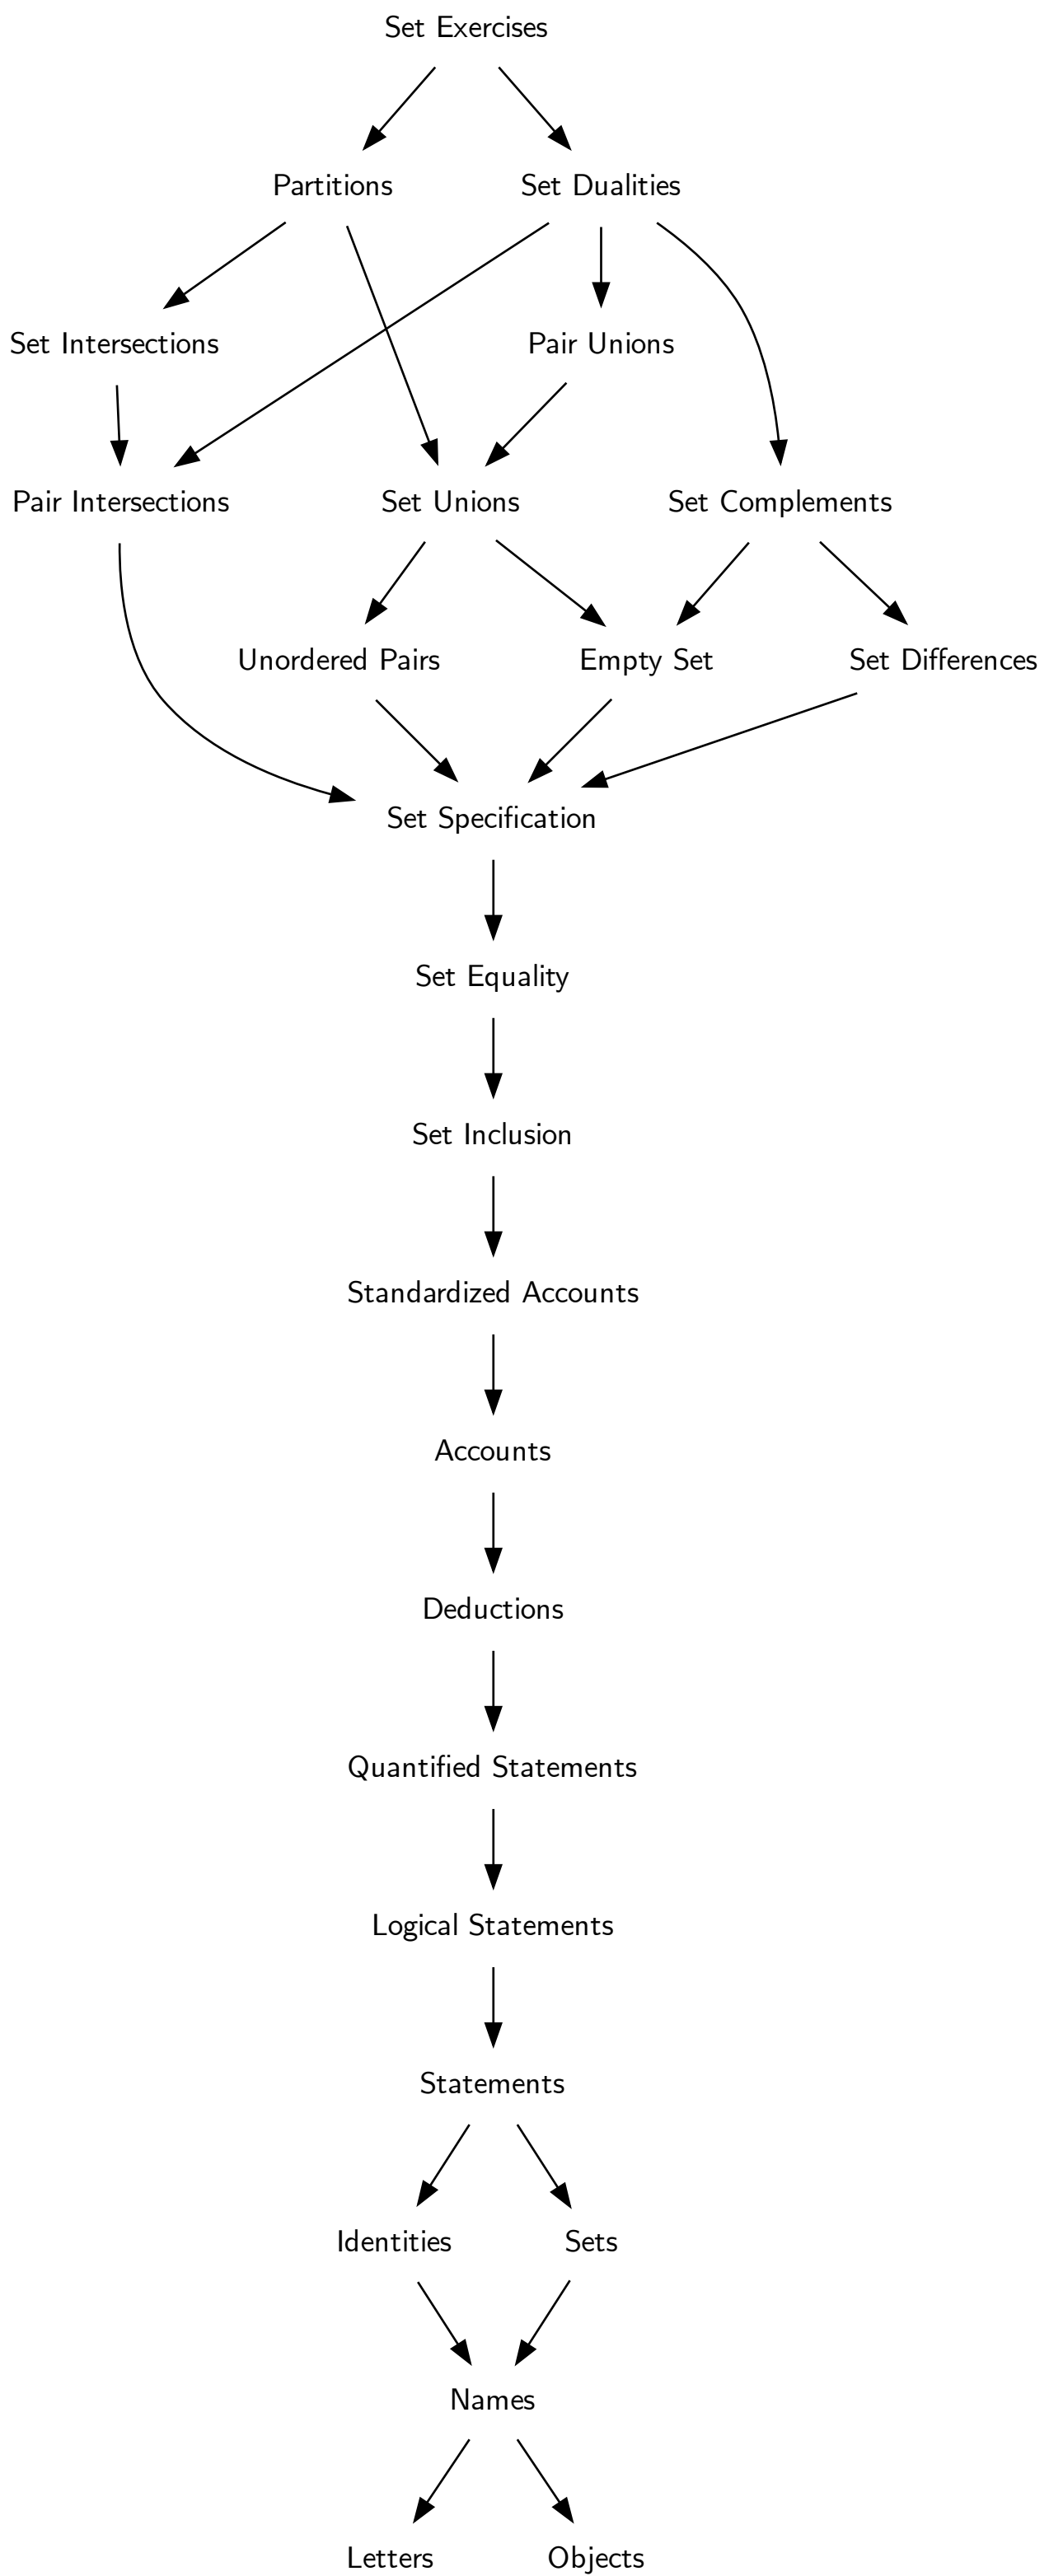 Set Exercises
Partitions
Set Dualities
Set Intersections
Pair Unions
Pair Intersections
Set Unions
Set Complements
Unordered Pairs
Empty Set
Set Differences
Set Specification
Set Equality
Set Inclusion
Standardized Accounts
Accounts
Deductions
Quantified Statements
Logical Statements
Statements
Identities
Sets
Names
Letters
Objects